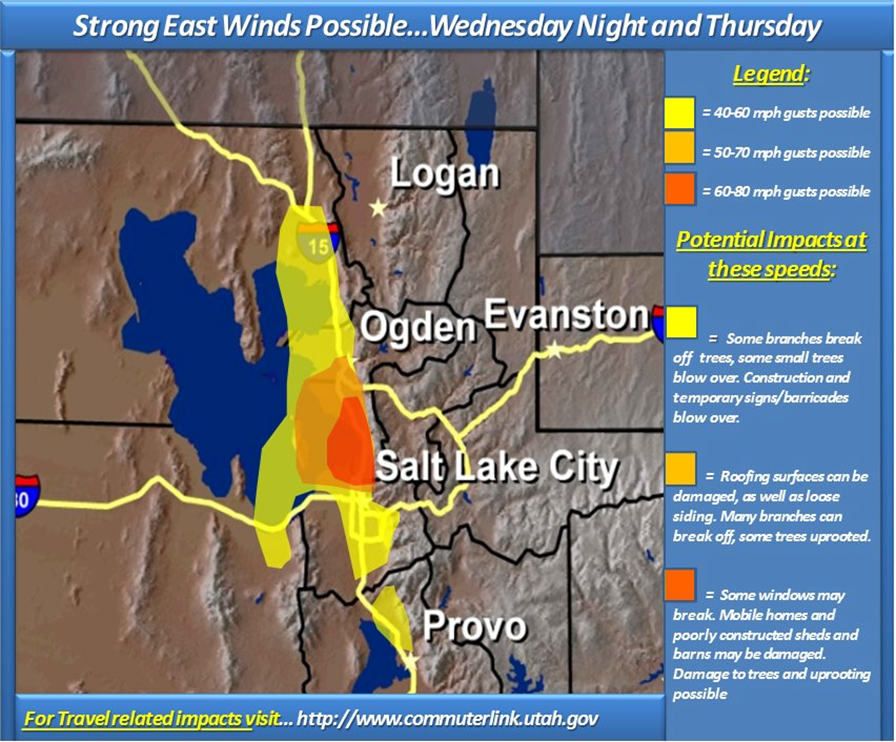 Strong East Winds Possible...Wednesday Night and Thursday
Legend:
= 40-60 mph gusts possible
= 50-70 mph gusts possible
= 60-80 mph gusts possible
Potential Impacts at
these speeds:
= Some branches break
off trees, some small trees
blow over. Construction and
temporary signs/barricades
blow over.
= Roofing surfaces can be
damaged, as well as loose
siding. Many branches can
break off, some trees uprooted.
= Some windows may
break. Mobile homes and
poorly constructed sheds and
barns may be damaged.
Damage to trees and uprooting
possible
Logan
15
Ogden
Evanston
Salt Lake City
80
Provo
For Travel related impacts visit... http://www.commuterlink.utah.gov